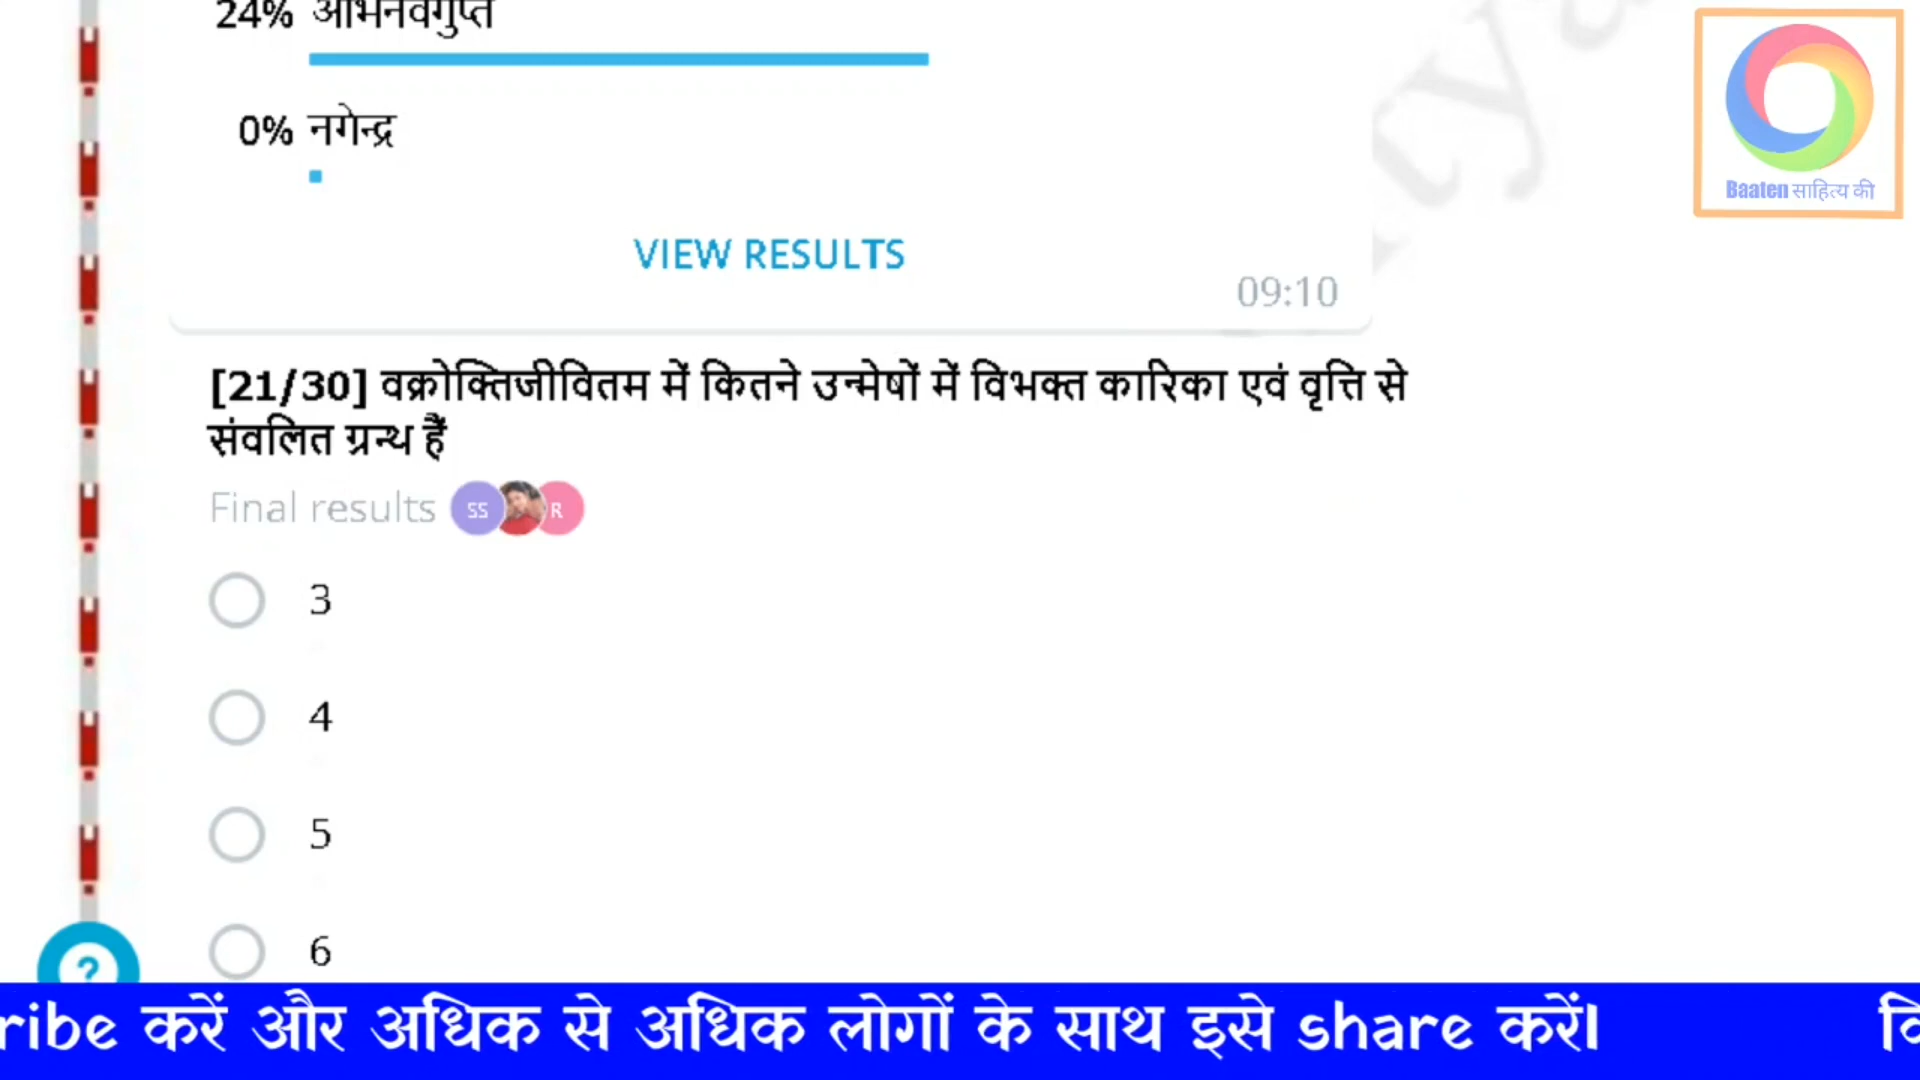 24% अभिनवगुप्त
0% नगेन्द्र
VIEW RESULTS
09:10
Baaten साहित्य की
[21/30] वक्रोक्तिजीवितम में कितने उन्मेषों में विभक्त कारिका एवं वृत्ति से
संवलित ग्रन्थ हैं
Final results SS R
3
4
5
6
?
ribe करें और अधिक से अधिक लोगों के साथ इसे share करें।